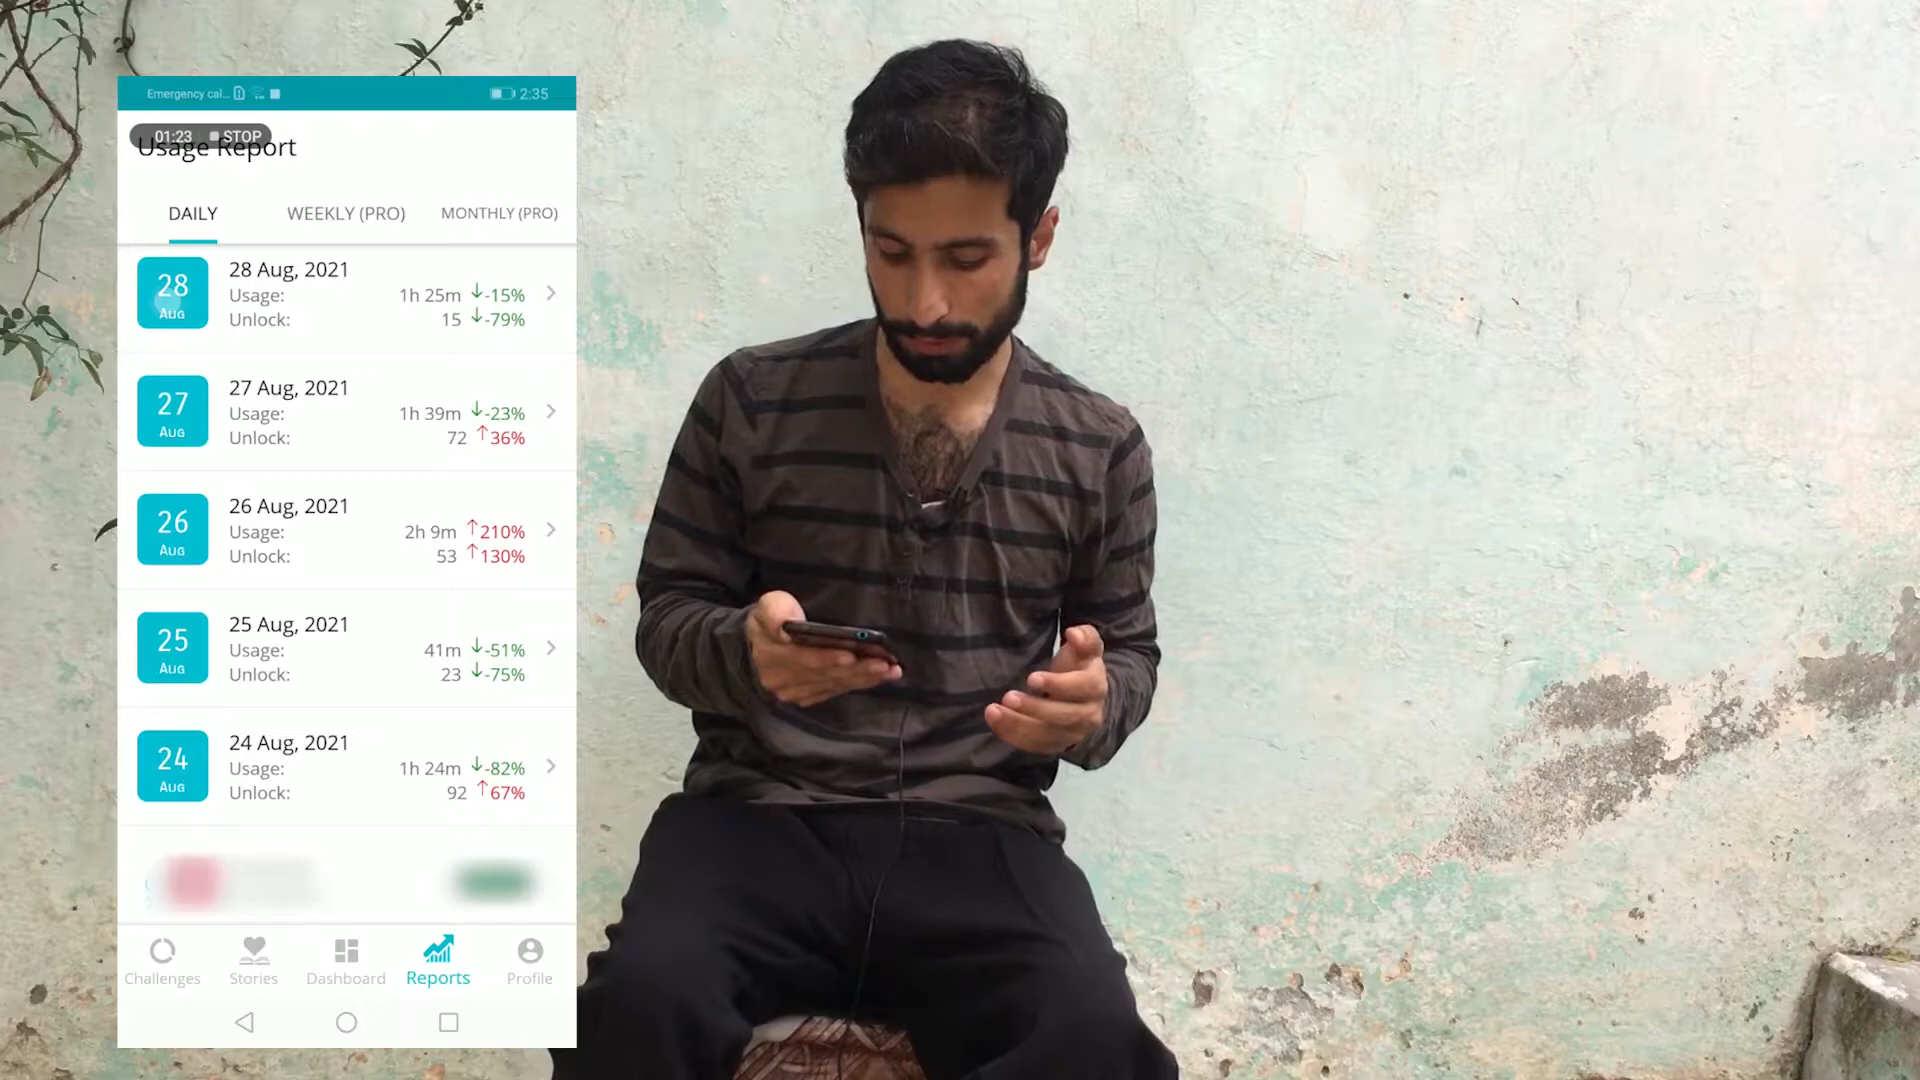 Emergency cal... 2:35
01:23 STOP
Usage Report
DAILY WEEKLY (PRO) MONTHLY (PRO)
28 Aug 28 Aug, 2021
Usage: 1h 25m ↓-15%
Unlock: 15 ↓-79%
27 Aug 27 Aug, 2021
Usage: 1h 39m ↓-23%
Unlock: 72 ↑36%
26 Aug 26 Aug, 2021
Usage: 2h 9m ↑210%
Unlock: 53 ↑130%
25 Aug 25 Aug, 2021
Usage: 41m ↓-51%
Unlock: 23 ↓-75%
24 Aug 24 Aug, 2021
Usage: 1h 24m ↓-82%
Unlock: 92 ↑67%
Challenges Stories Dashboard Reports Profile